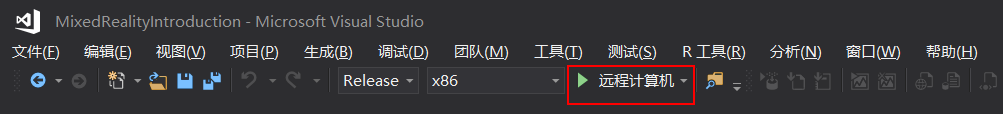 MixedRealityIntroduction - Microsoft Visual Studio
文件(F) 编辑(E) 视图(V) 项目(P) 生成(B) 调试(D) 团队(M) 工具(T) 测试(S) R 工具(R) 分析(N) 窗口(W) 帮助(H)
Release x86 远程计算机